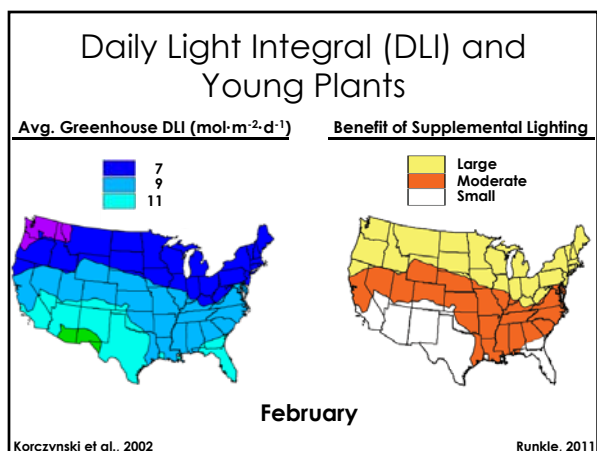 Daily Light Integral (DLI) and
Young Plants
Avg. Greenhouse DLI (mol·m-2·d-1)
7
9
11
Benefit of Supplemental Lighting
Large
Moderate
Small
February
Korczynski et al., 2002
Runkle, 2011